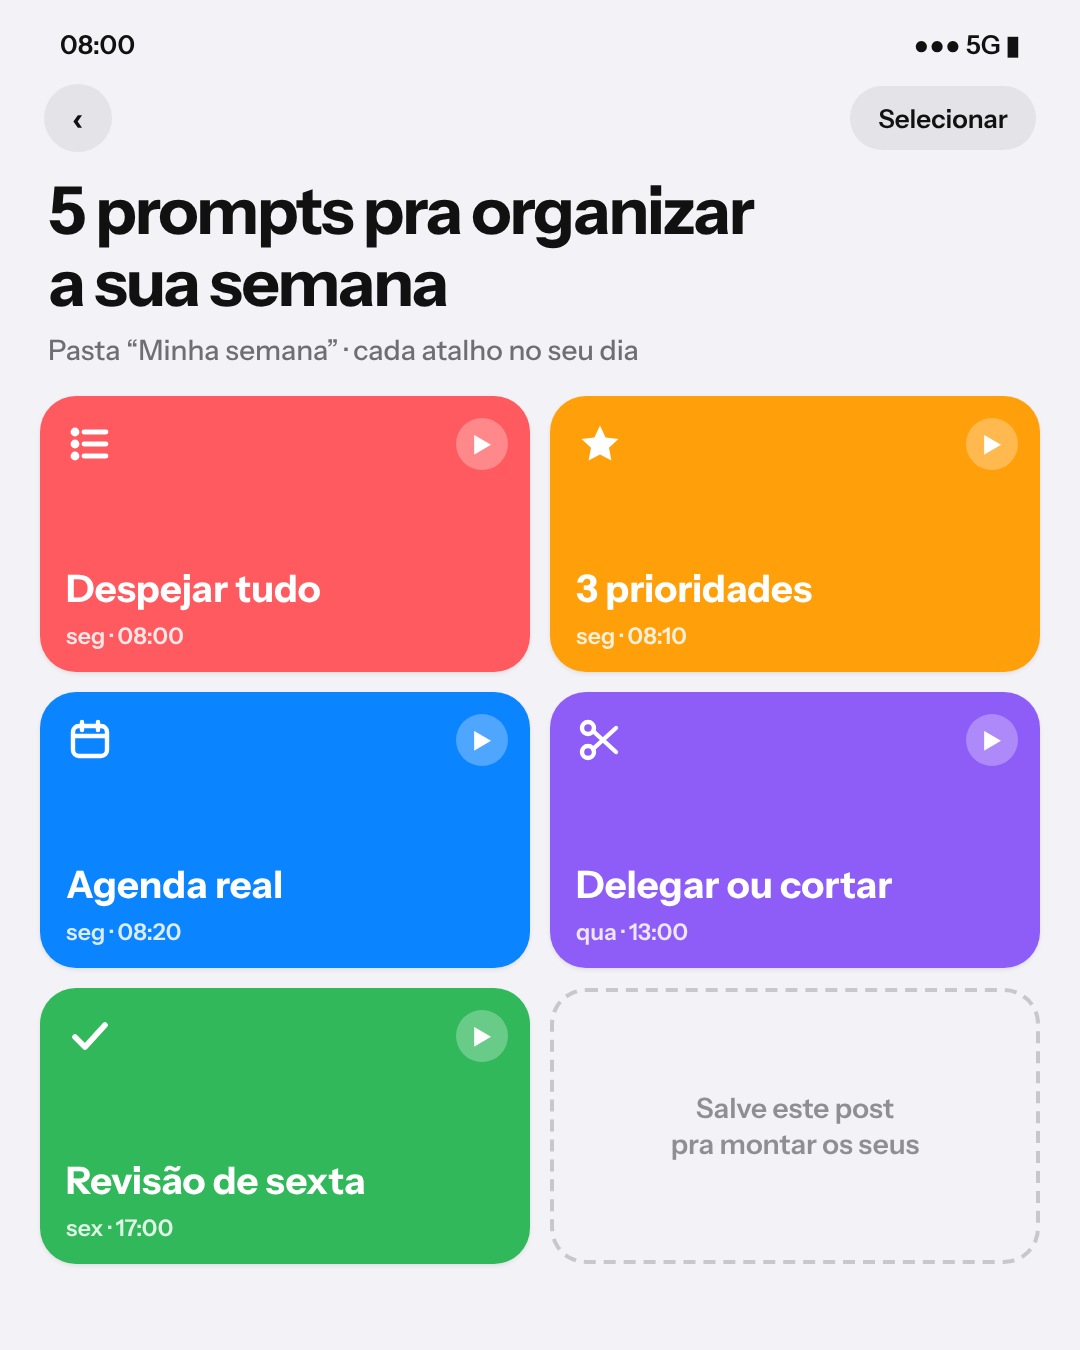 08:00
●●● 5G ▮
‹
Selecionar
5 prompts pra organizar
a sua semana
Pasta “Minha semana” · cada atalho no seu dia
Despejar tudo
seg · 08:00
3 prioridades
seg · 08:10
Agenda real
seg · 08:20
Delegar ou cortar
qua · 13:00
Revisão de sexta
sex · 17:00
Salve este post
pra montar os seus